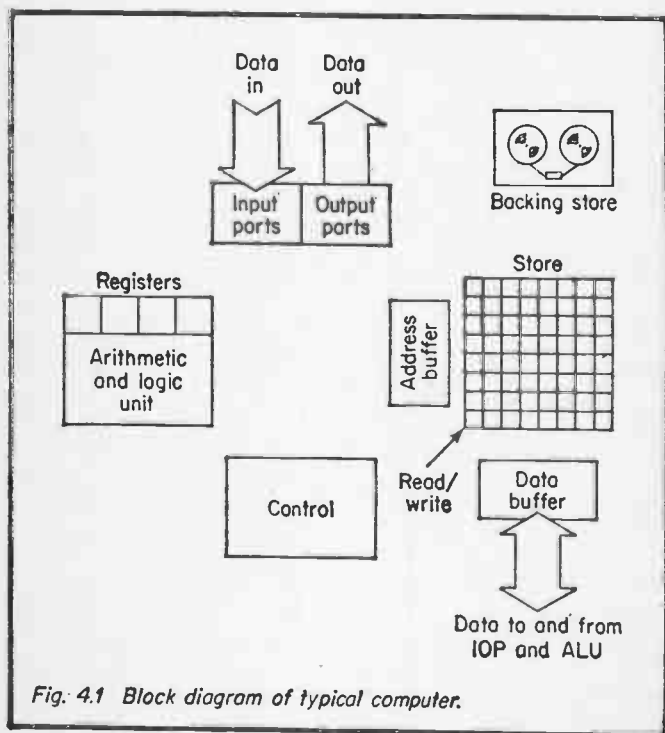 Data
in
Data
out
Input
ports
Output
ports
Backing store
Registers
Store
Arithmetic
and logic
unit
Address
buffer
Read/
write
Data
buffer
Control
Data to and from
IOP and ALU
Fig. 4.1 Block diagram of typical computer.